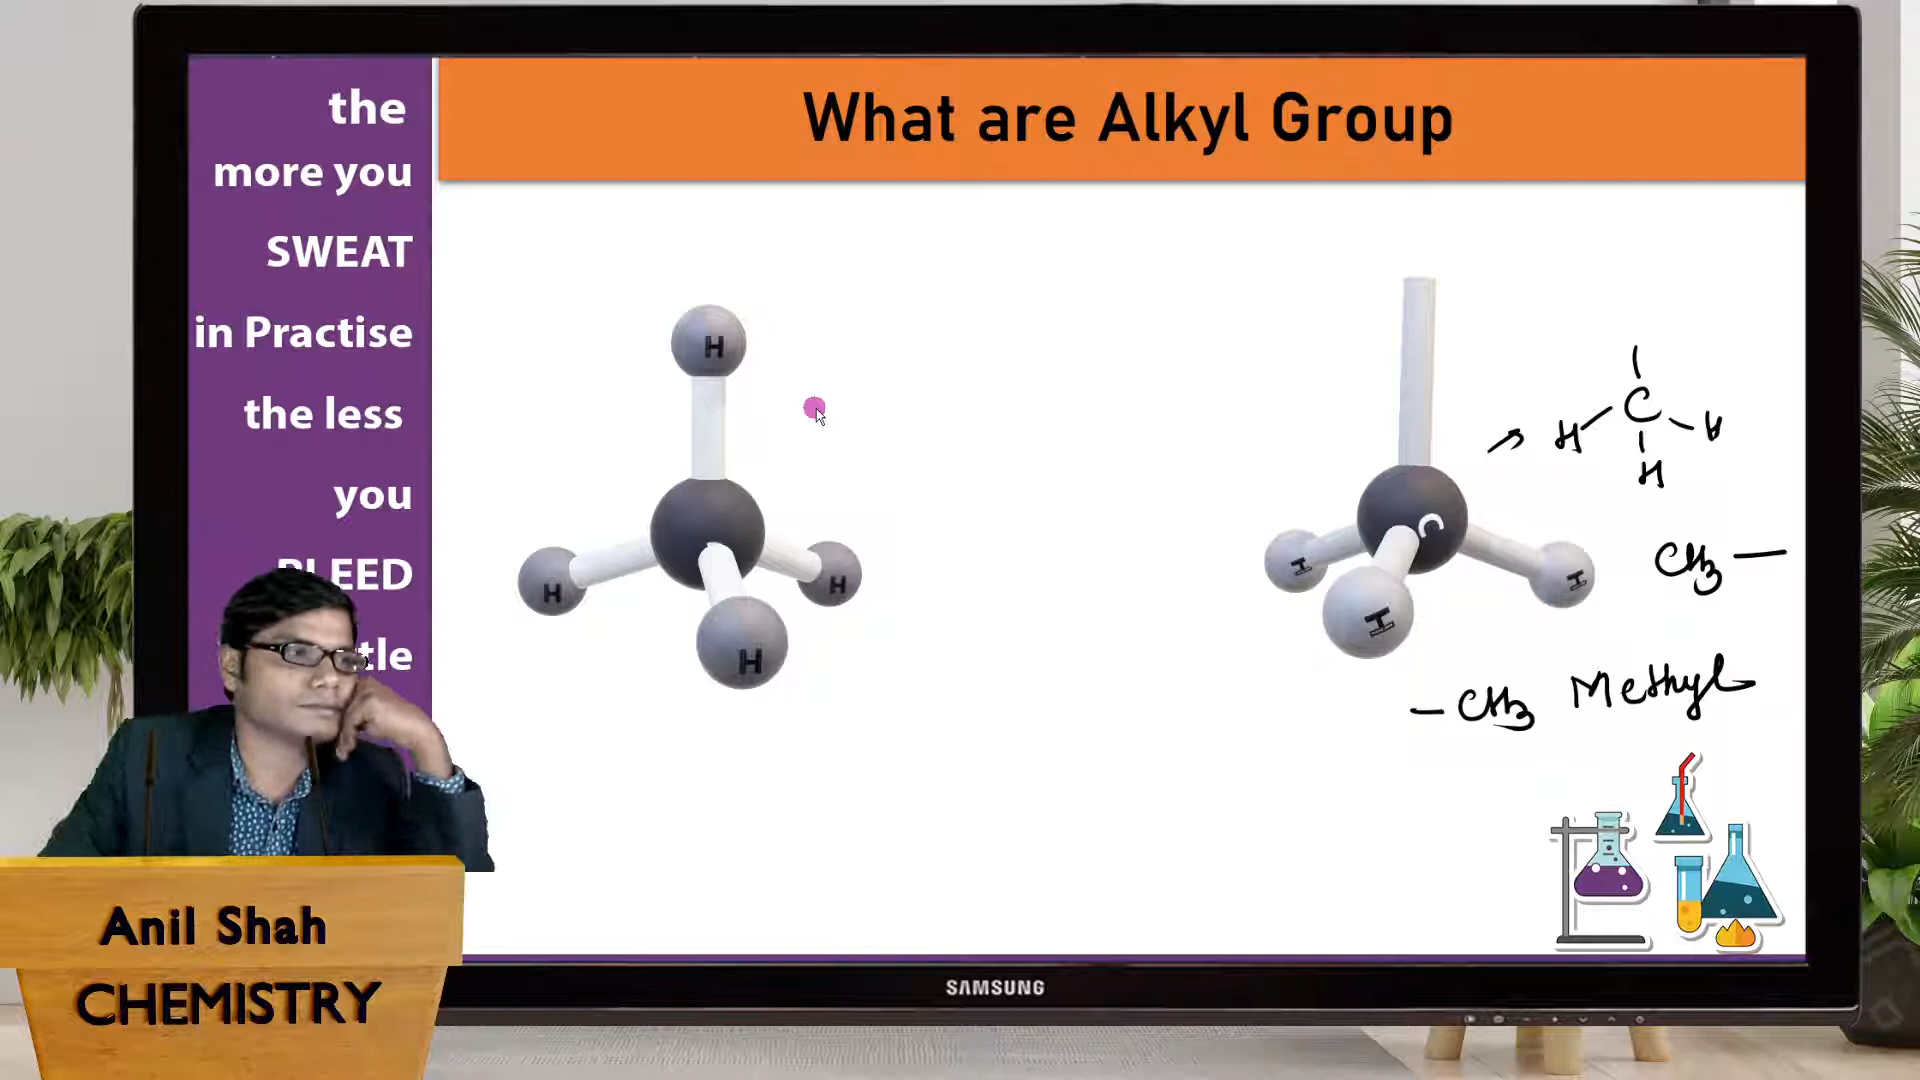 What are Alkyl Group
the
more you
SWEAT
in Practise
the less
you
BLEED
tle
H
H
H
H
C
H
H
H
C
H
H
H
CH3 —
– CH3 Methyl
Anil Shah
CHEMISTRY
SAMSUNG